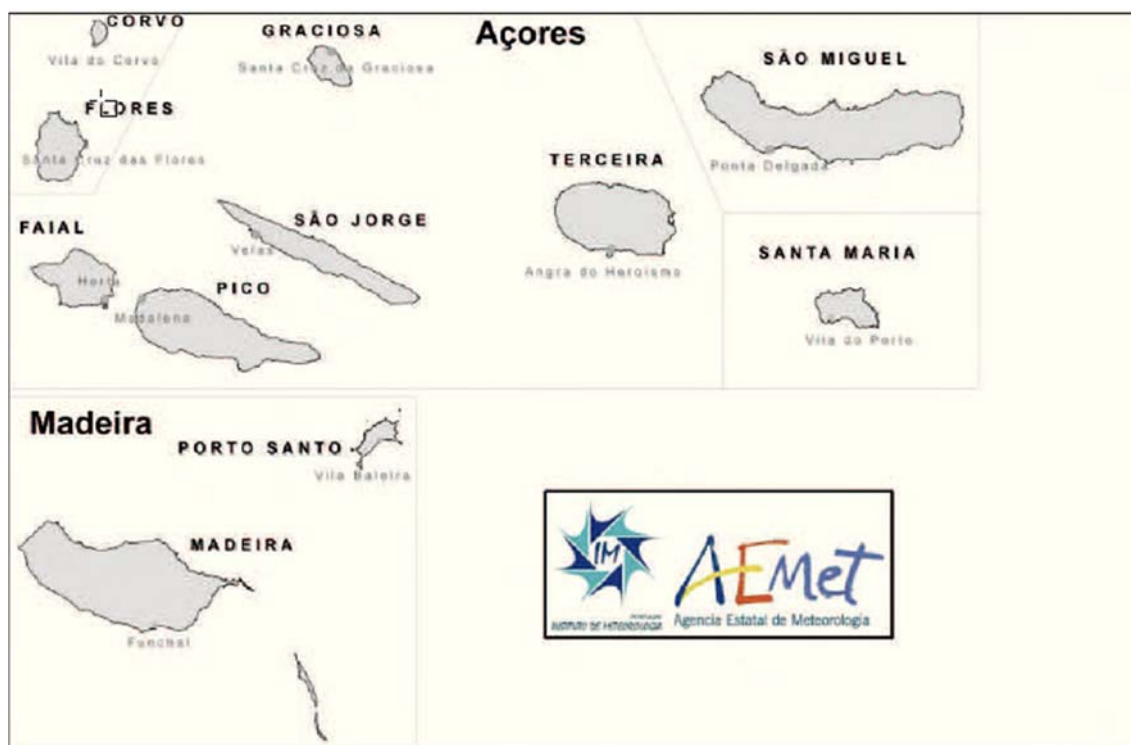 CORVO
Vila do Corvo
FLORES
Santa Cruz das Flores
GRACIOSA
Santa Cruz da Graciosa
Açores
SÃO MIGUEL
Ponta Delgada
TERCEIRA
Angra do Heroísmo
FAIAL
Horta
SÃO JORGE
Velas
PICO
Madalena
SANTA MARIA
Vila do Porto
Madeira
PORTO SANTO
Vila Baleira
MADEIRA
Funchal
IM
PORTUGAL
INSTITUTO DE METEOROLOGIA
AEMet
Agencia Estatal de Meteorología